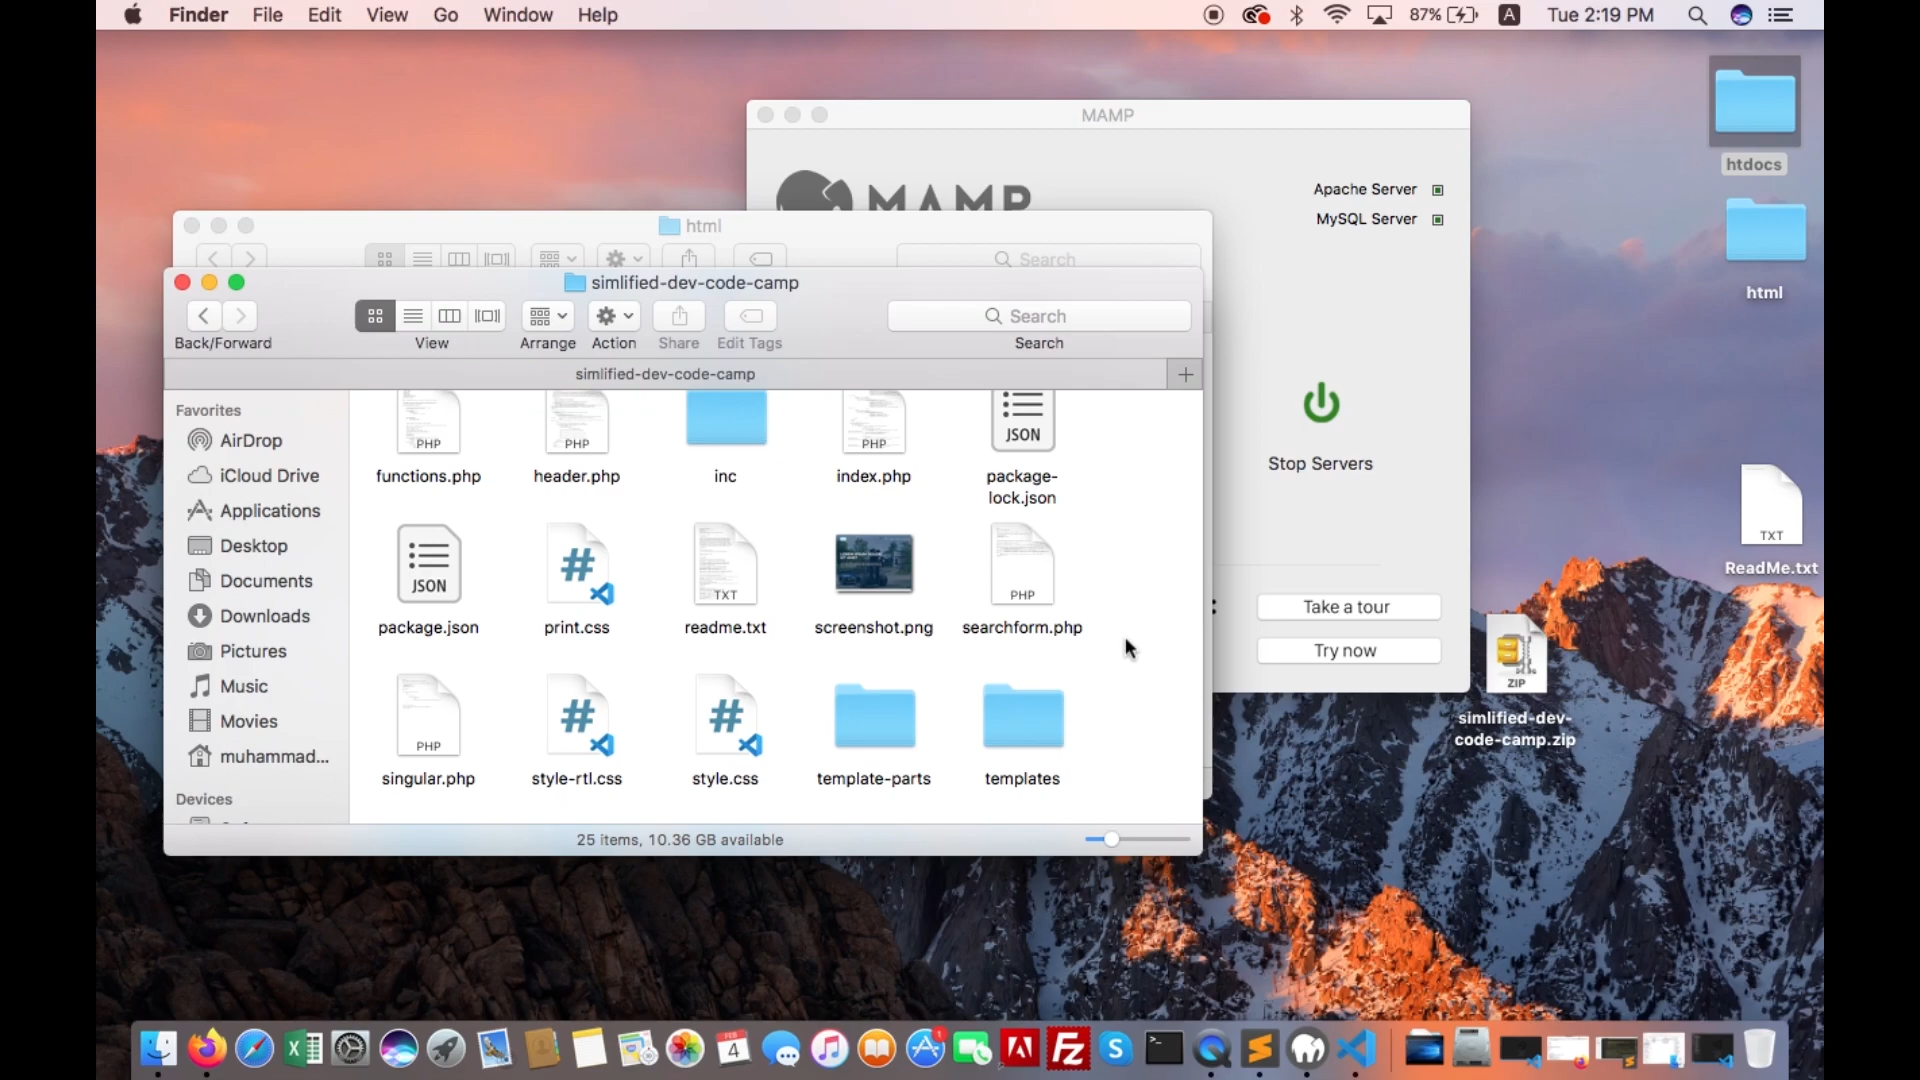 Finder File Edit View Go Window Help 87% A Tue 2:19 PM
htdocs
html
TXT
ReadMe.txt
ZIP
simlified-dev-
code-camp.zip
MAMP
MAMP
Apache Server
MySQL Server
Stop Servers
Take a tour
Try now
html
Search
simlified-dev-code-camp
Search
Back/Forward View Arrange Action Share Edit Tags Search
simlified-dev-code-camp
Favorites
AirDrop
iCloud Drive
Applications
Desktop
Documents
Downloads
Pictures
Music
Movies
muhammad...
Devices
PHP PHP PHP JSON
functions.php header.php inc index.php package-
lock.json
JSON TXT PHP
package.json print.css readme.txt screenshot.png searchform.php
PHP
singular.php style-rtl.css style.css template-parts templates
25 items, 10.36 GB available
FEB
4
1